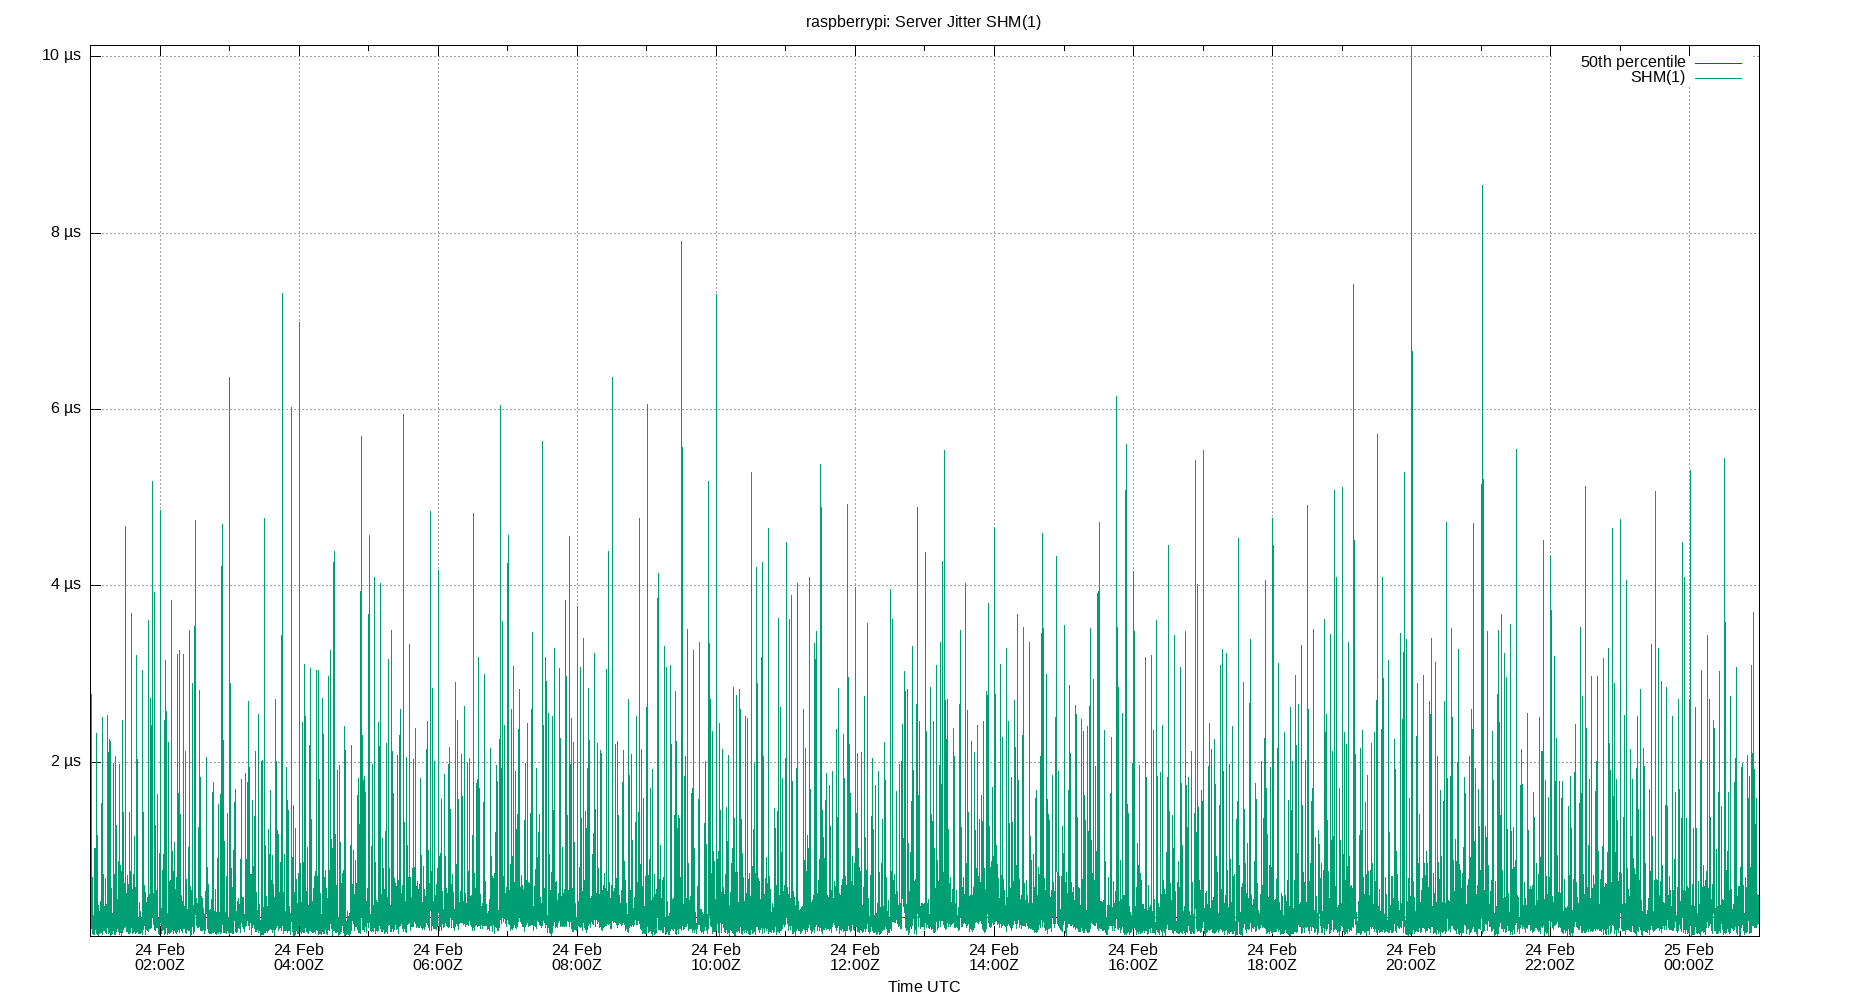 raspberrypi: Server Jitter SHM(1)
10 µs
8 µs
6 µs
4 µs
2 µs
50th percentile
SHM(1)
24 Feb 24 Feb 24 Feb 24 Feb 24 Feb 24 Feb 24 Feb 24 Feb 24 Feb 24 Feb 24 Feb 25 Feb
02:00Z 04:00Z 06:00Z 08:00Z 10:00Z 12:00Z 14:00Z 16:00Z 18:00Z 20:00Z 22:00Z 00:00Z
Time UTC